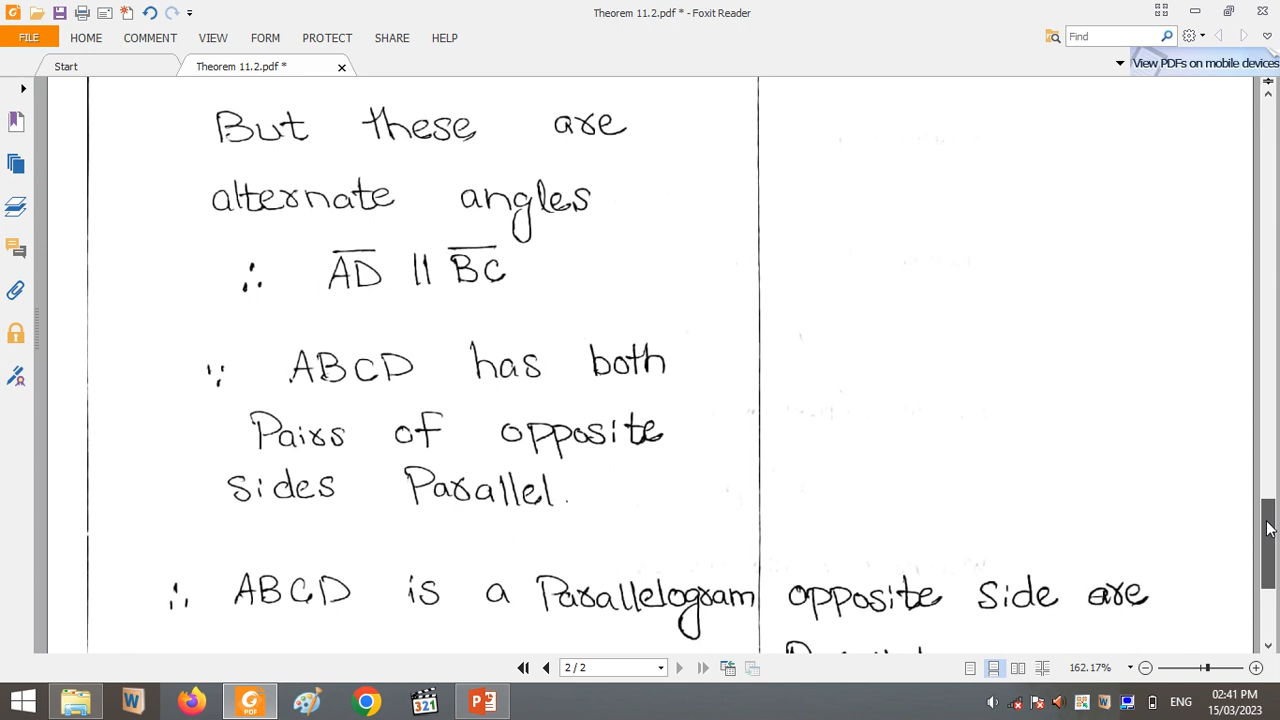 Theorem 11.2.pdf * - Foxit Reader
FILE HOME COMMENT VIEW FORM PROTECT SHARE HELP
Find
Start
Theorem 11.2.pdf *
View PDFs on mobile devices
But these are
alternate angles
∴ AD || BC
∵ ABCD has both
Pairs of opposite
sides Parallel.
∴ ABCD is a Parallelogram
opposite side are
2 / 2
162.17%
321
PDF
ENG
02:41 PM
15/03/2023